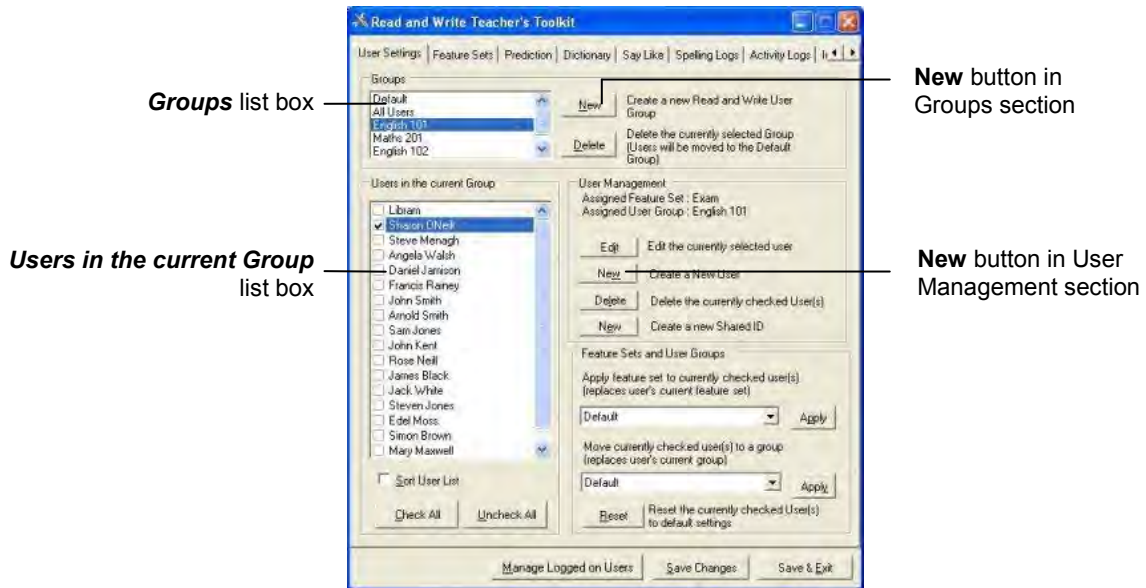 Read and Write Teacher's Toolkit
User Settings
Feature Sets
Prediction
Dictionary
Say Like
Spelling Logs
Activity Logs
Groups
Groups list box
Default
All Users
English 101
Maths 201
English 102
New
Create a new Read and Write User
Group
Delete
Delete the currently selected Group
(Users will be moved to the Default
Group)
New button in
Groups section
Users in the current Group
Users in the current Group
list box
Libram
Sharon ONeill
Steve Menagh
Angela Walsh
Daniel Jamison
Francis Rainey
John Smith
Arnold Smith
Sam Jones
John Kent
Rose Neill
James Black
Jack White
Steven Jones
Edel Moss
Simon Brown
Mary Maxwell
Sort User List
Check All
Uncheck All
User Management
Assigned Feature Set : Exam
Assigned User Group : English 101
Edit
Edit the currently selected user
New
Create a New User
Delete
Delete the currently checked User(s)
New
Create a new Shared ID
New button in User
Management section
Feature Sets and User Groups
Apply feature set to currently checked user(s)
(replaces user's current feature set)
Default
Apply
Move currently checked user(s) to a group
(replaces user's current group)
Default
Apply
Reset
Reset the currently checked User(s)
to default settings
Manage Logged on Users
Save Changes
Save & Exit